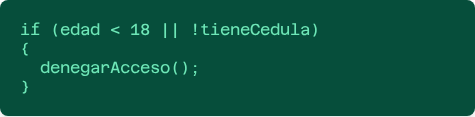 if (edad < 18 || !tieneCedula)
{
  denegarAcceso();
}